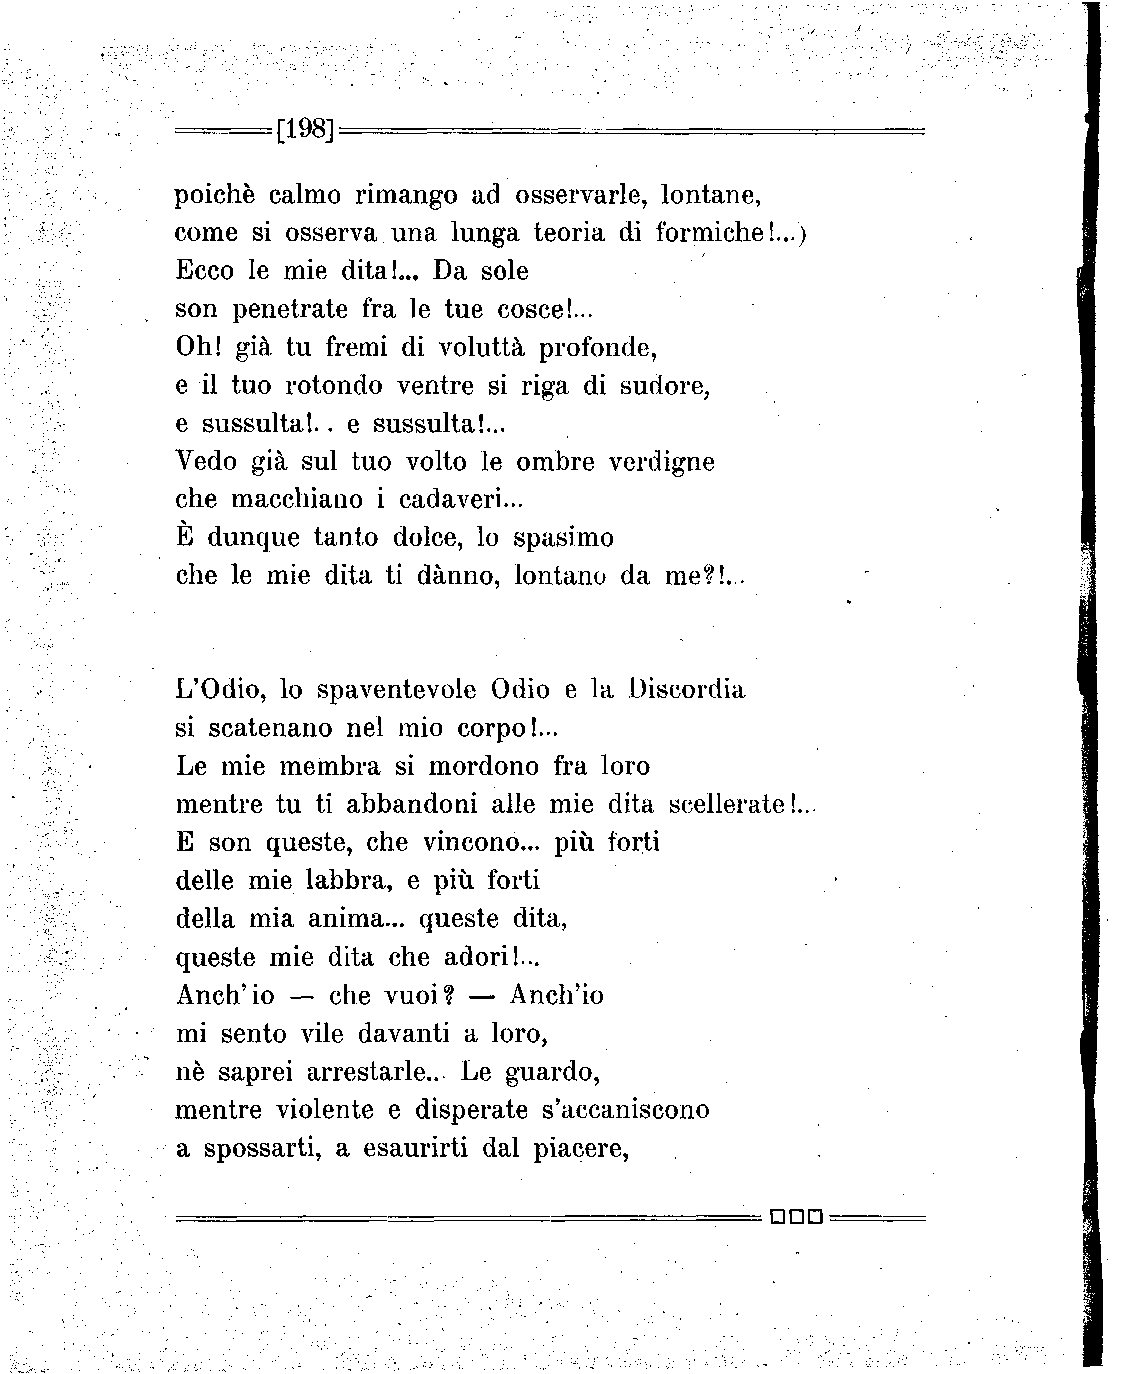 [198]
poichè calmo rimango ad osservarle, lontane,
come si osserva una lunga teoria di formiche!...)
Ecco le mie dita!... Da sole
son penetrate fra le tue cosce!...
Oh! già tu fremi di voluttà profonde,
e il tuo rotondo ventre si riga di sudore,
e sussulta!. . e sussulta!...
Vedo già sul tuo volto le ombre verdigne
che macchiano i cadaveri...
È dunque tanto dolce, lo spasimo
che le mie dita ti dànno, lontano da me?!...
L'Odio, lo spaventevole Odio e la Discordia
si scatenano nel mio corpo!...
Le mie membra si mordono fra loro
mentre tu ti abbandoni alle mie dita scellerate!...
E son queste, che vincono... più forti
delle mie labbra, e più forti
della mia anima... queste dita,
queste mie dita che adori!...
Anch'io — che vuoi? — Anch'io
mi sento vile davanti a loro,
nè saprei arrestarle... Le guardo,
mentre violente e disperate s'accaniscono
a spossarti, a esaurirti dal piacere,